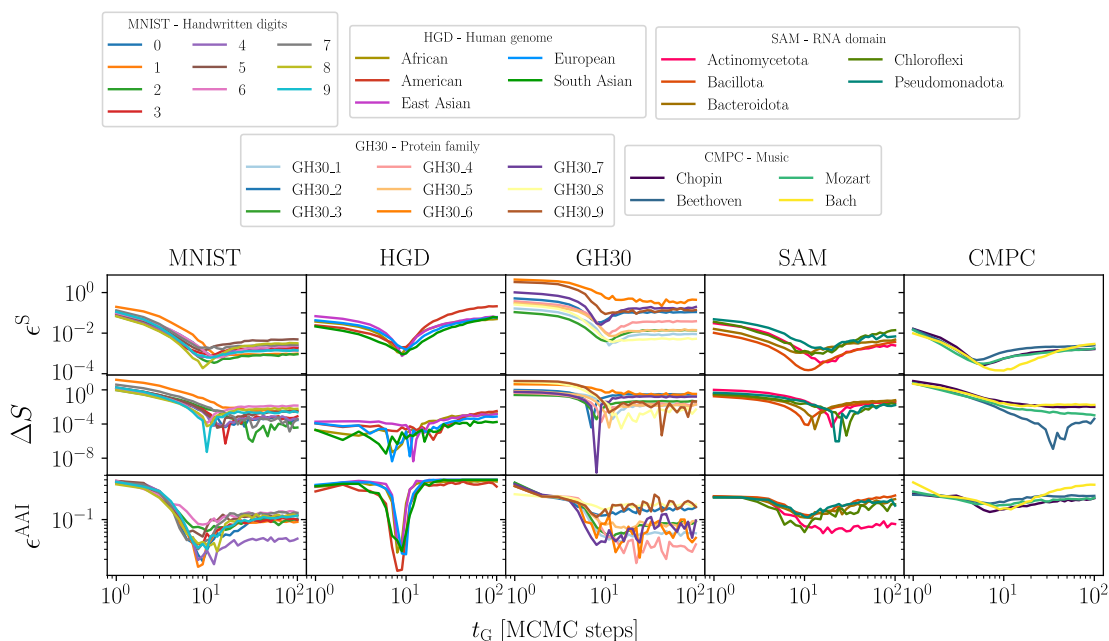 MNIST - Handwritten digits
0 4 7
1 5 8
2 6 9
3
HGD - Human genome
African European
American South Asian
East Asian
SAM - RNA domain
Actinomycetota Chloroflexi
Bacillota Pseudomonadota
Bacteroidota
GH30 - Protein family
GH30_1 GH30_4 GH30_7
GH30_2 GH30_5 GH30_8
GH30_3 GH30_6 GH30_9
CMPC - Music
Chopin Mozart
Beethoven Bach
MNIST HGD GH30 SAM CMPC
ϵ^S
10^0
10^−2
10^−4
ΔS
10^0
10^−4
10^−8
ϵ^AAI
10^−1
10^0 10^1 10^2 10^0 10^1 10^2 10^0 10^1 10^2 10^0 10^1 10^2 10^0 10^1 10^2
t_G [MCMC steps]